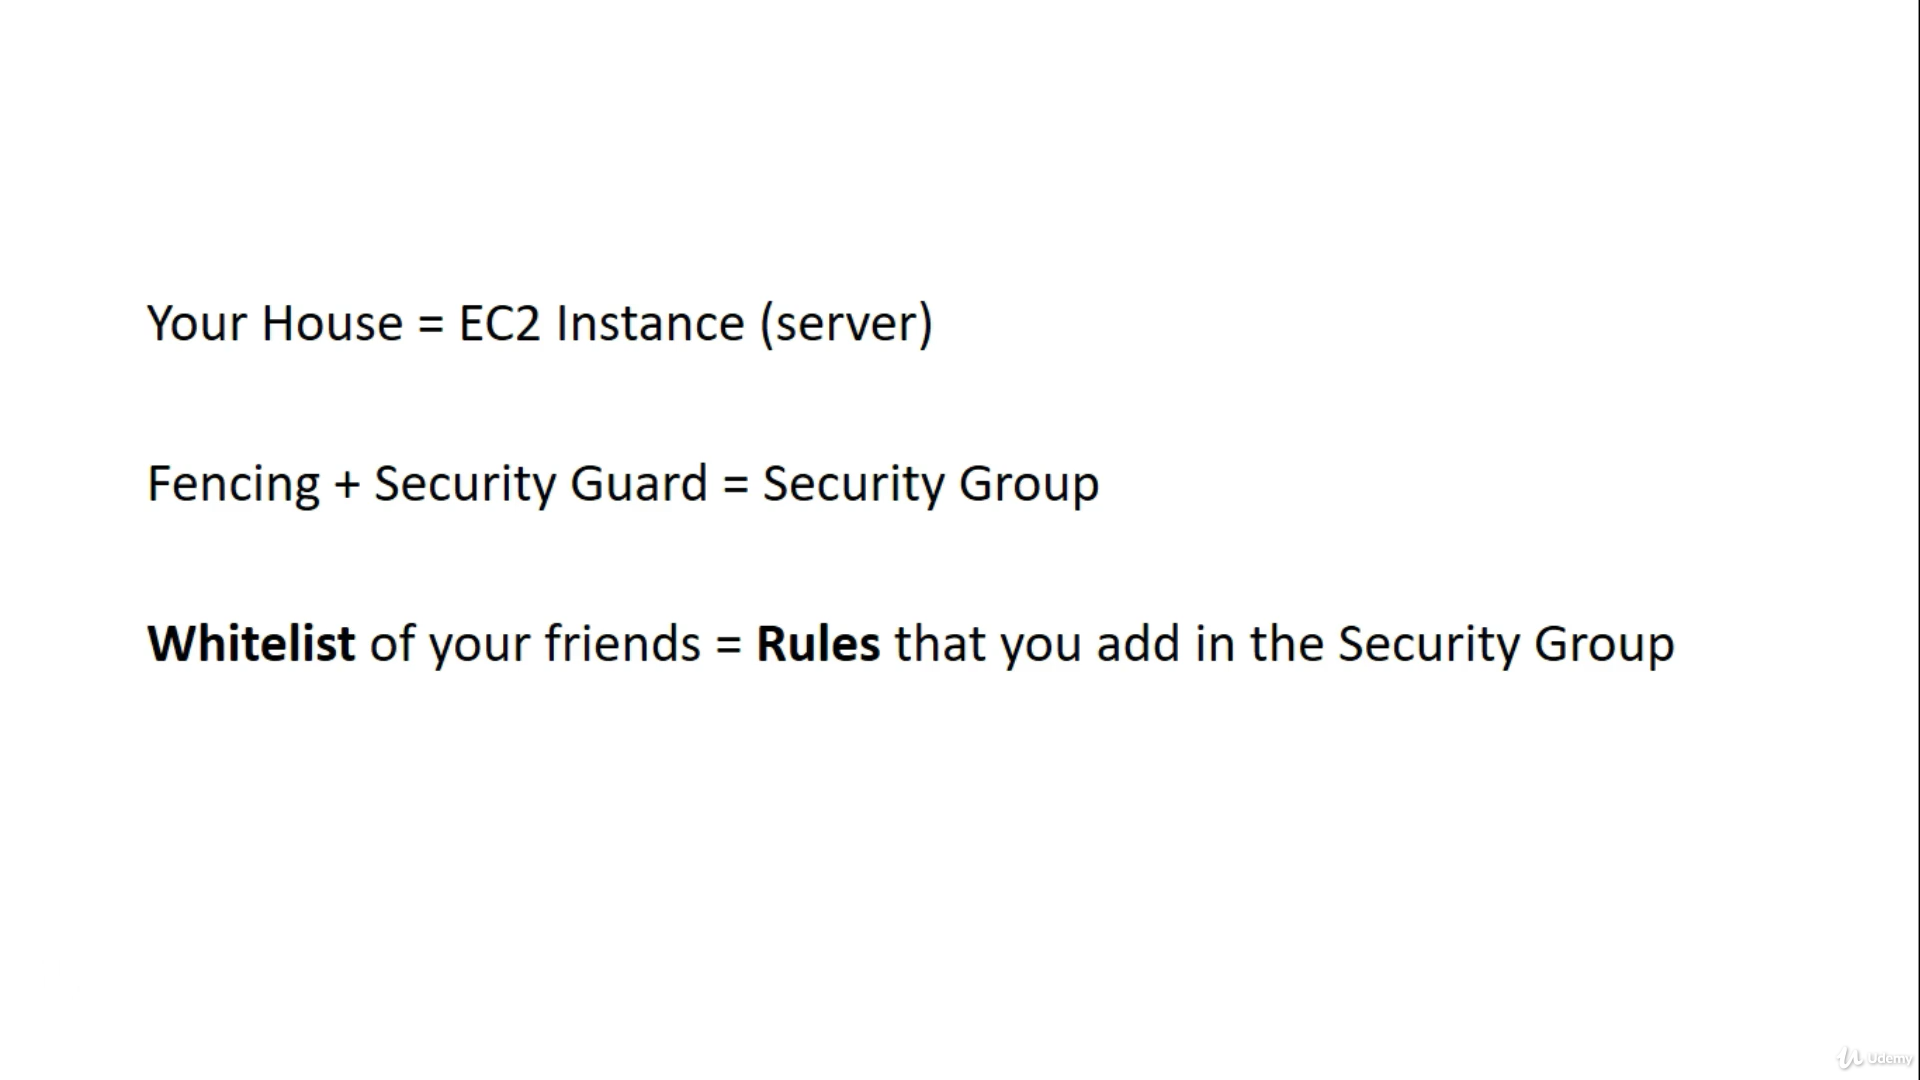 Your House = EC2 Instance (server)
Fencing + Security Guard = Security Group
Whitelist of your friends = Rules that you add in the Security Group
Udemy